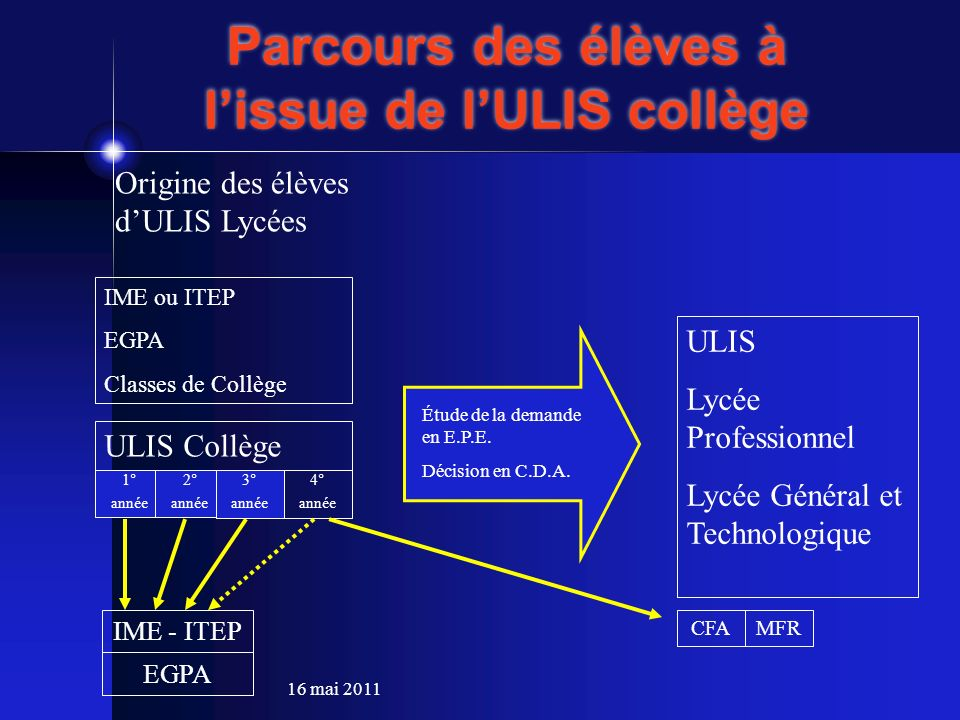 Parcours des élèves à
l’issue de l’ULIS collège
Origine des élèves
d’ULIS Lycées
IME ou ITEP
EGPA
Classes de Collège
ULIS Collège
1° année
2° année
3° année
4° année
Étude de la demande
en E.P.E.
Décision en C.D.A.
ULIS
Lycée
Professionnel
Lycée Général et
Technologique
IME - ITEP
EGPA
CFA
MFR
16 mai 2011